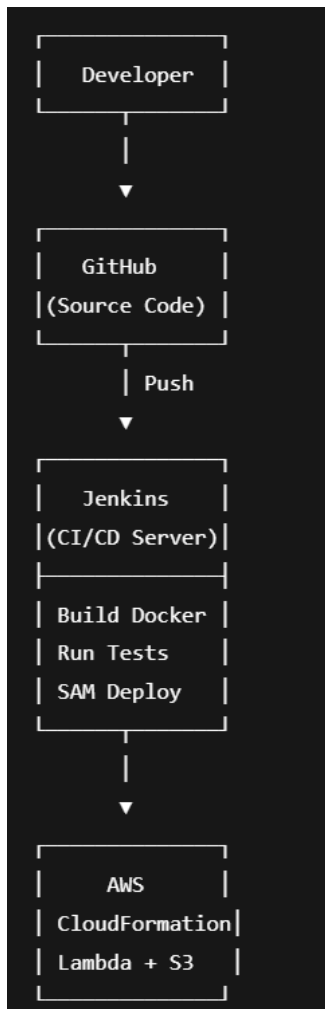 Developer
GitHub
(Source Code)
Push
Jenkins
(CI/CD Server)
Build Docker
Run Tests
SAM Deploy
AWS
CloudFormation
Lambda + S3